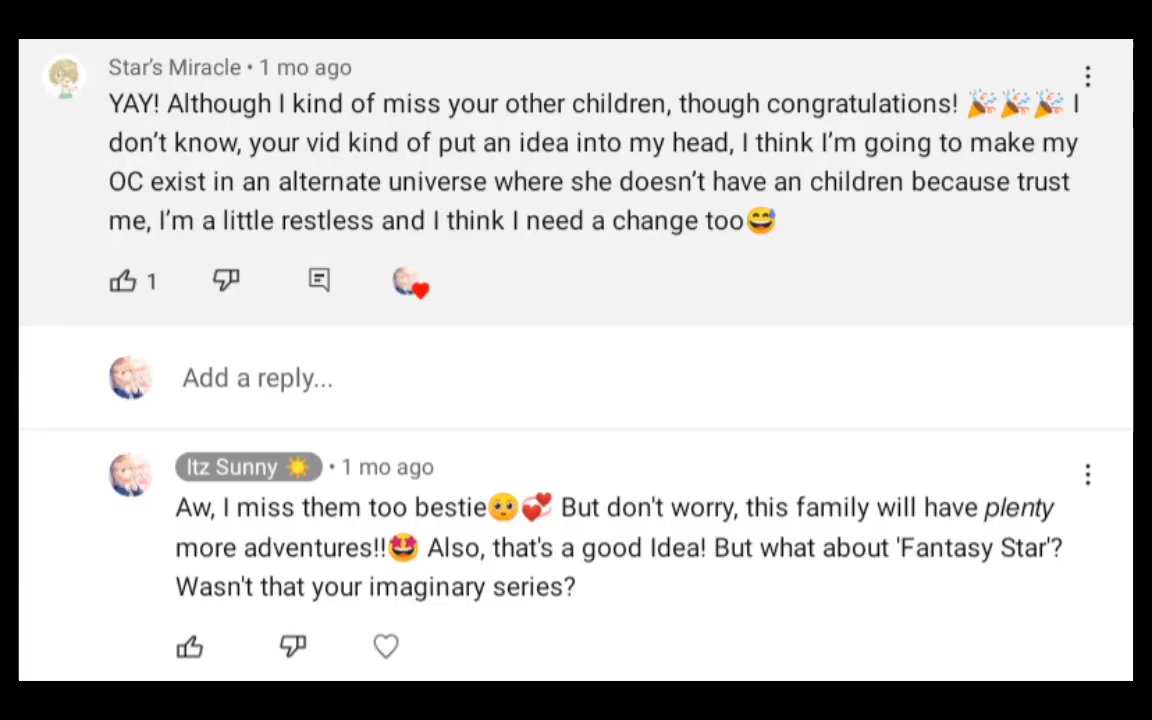 Star's Miracle • 1 mo ago
YAY! Although I kind of miss your other children, though congratulations! 🎉🎉🎉 I
don't know, your vid kind of put an idea into my head, I think I'm going to make my
OC exist in an alternate universe where she doesn't have an children because trust
me, I'm a little restless and I think I need a change too😅
1
Add a reply...
Itz Sunny ☀️ • 1 mo ago
Aw, I miss them too bestie🥺💞 But don't worry, this family will have plenty
more adventures!!🤩 Also, that's a good Idea! But what about 'Fantasy Star'?
Wasn't that your imaginary series?